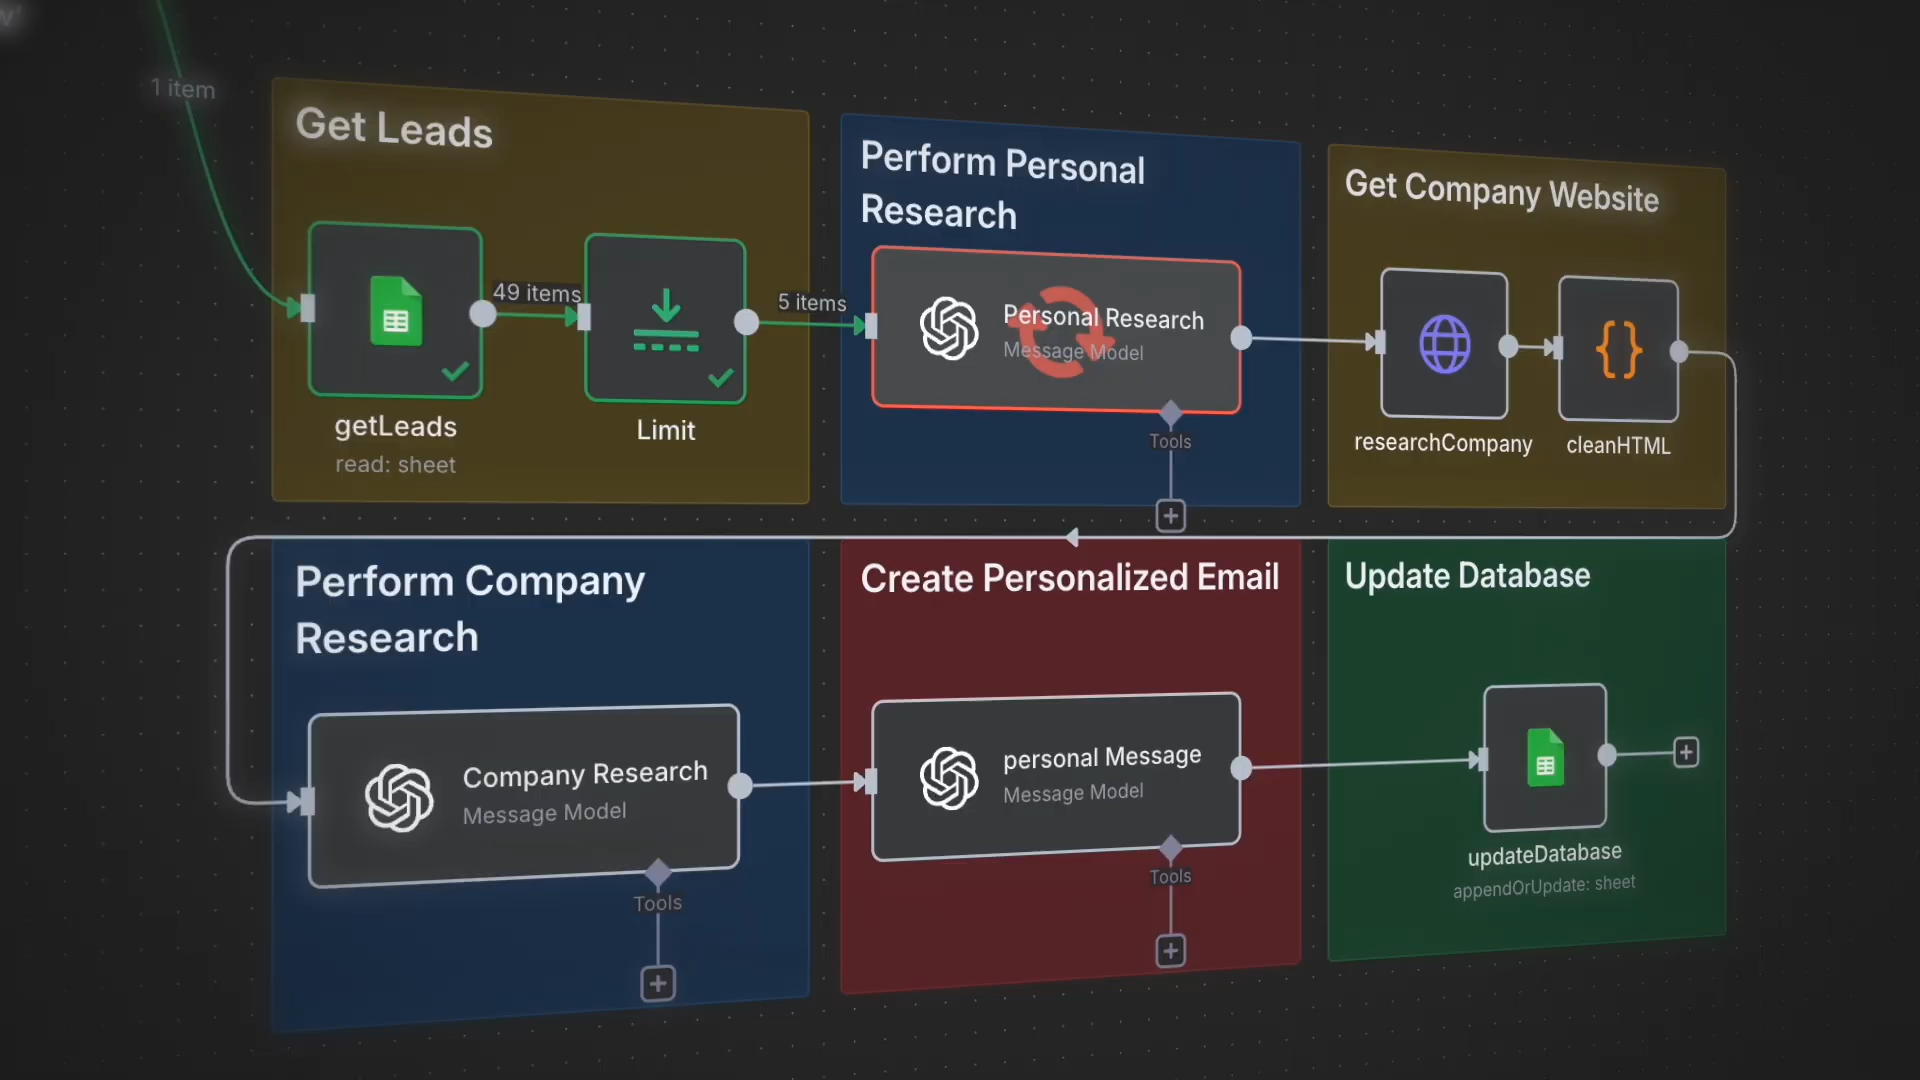 1 item
Get Leads
49 items
5 items
getLeads
read: sheet
Limit
Perform Personal
Research
Personal Research
Message Model
Tools
Get Company Website
researchCompany
cleanHTML
Perform Company
Research
Company Research
Message Model
Tools
Create Personalized Email
personal Message
Message Model
Tools
Update Database
updateDatabase
appendOrUpdate: sheet